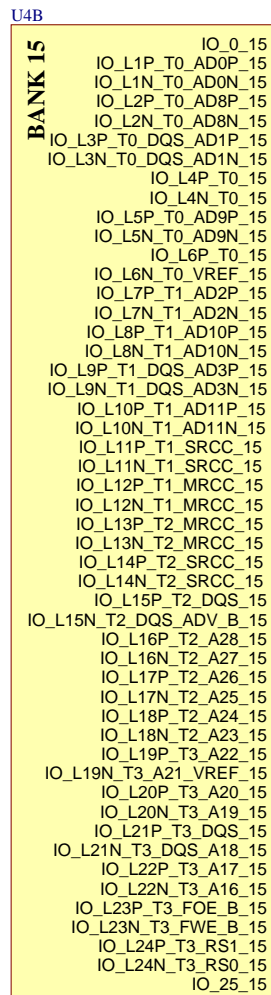 U4B
BANK 15
IO_0_15
IO_L1P_T0_AD0P_15
IO_L1N_T0_AD0N_15
IO_L2P_T0_AD8P_15
IO_L2N_T0_AD8N_15
IO_L3P_T0_DQS_AD1P_15
IO_L3N_T0_DQS_AD1N_15
IO_L4P_T0_15
IO_L4N_T0_15
IO_L5P_T0_AD9P_15
IO_L5N_T0_AD9N_15
IO_L6P_T0_15
IO_L6N_T0_VREF_15
IO_L7P_T1_AD2P_15
IO_L7N_T1_AD2N_15
IO_L8P_T1_AD10P_15
IO_L8N_T1_AD10N_15
IO_L9P_T1_DQS_AD3P_15
IO_L9N_T1_DQS_AD3N_15
IO_L10P_T1_AD11P_15
IO_L10N_T1_AD11N_15
IO_L11P_T1_SRCC_15
IO_L11N_T1_SRCC_15
IO_L12P_T1_MRCC_15
IO_L12N_T1_MRCC_15
IO_L13P_T2_MRCC_15
IO_L13N_T2_MRCC_15
IO_L14P_T2_SRCC_15
IO_L14N_T2_SRCC_15
IO_L15P_T2_DQS_15
IO_L15N_T2_DQS_ADV_B_15
IO_L16P_T2_A28_15
IO_L16N_T2_A27_15
IO_L17P_T2_A26_15
IO_L17N_T2_A25_15
IO_L18P_T2_A24_15
IO_L18N_T2_A23_15
IO_L19P_T3_A22_15
IO_L19N_T3_A21_VREF_15
IO_L20P_T3_A20_15
IO_L20N_T3_A19_15
IO_L21P_T3_DQS_15
IO_L21N_T3_DQS_A18_15
IO_L22P_T3_A17_15
IO_L22N_T3_A16_15
IO_L23P_T3_FOE_B_15
IO_L23N_T3_FWE_B_15
IO_L24P_T3_RS1_15
IO_L24N_T3_RS0_15
IO_25_15